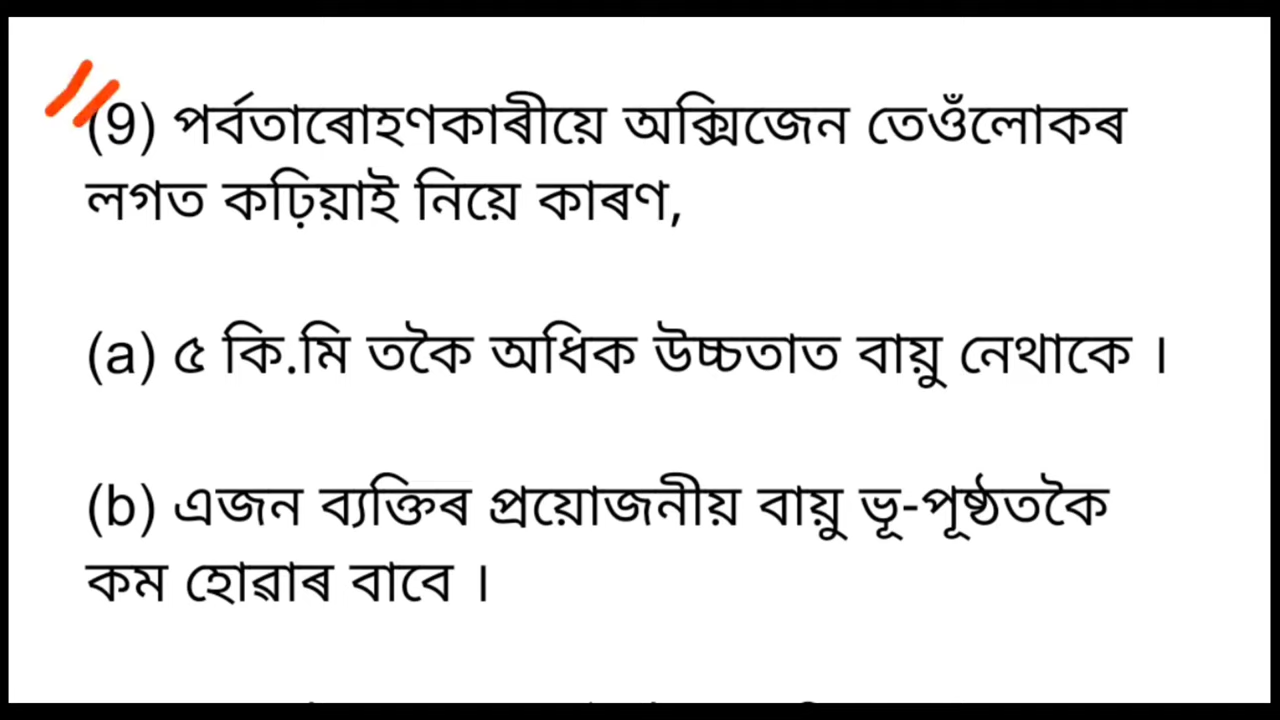 (9) পৰ্বতাৰোহণকাৰীয়ে অক্সিজেন তেওঁলোকৰ
লগত কঢ়িয়াই নিয়ে কাৰণ,
(a) ৫ কি.মি তকৈ অধিক উচ্চতাত বায়ু নেথাকে ।
(b) এজন ব্যক্তিৰ প্ৰয়োজনীয় বায়ু ভূ-পৃষ্ঠতকৈ
কম হোৱাৰ বাবে ।